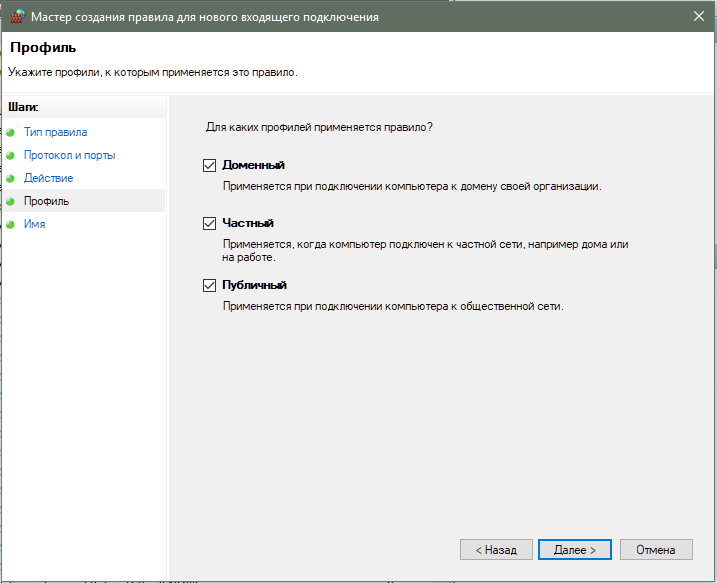 Мастер создания правила для нового входящего подключения
Профиль
Укажите профили, к которым применяется это правило.
Шаги:
Тип правила
Протокол и порты
Действие
Профиль
Имя
Для каких профилей применяется правило?
Доменный
Применяется при подключении компьютера к домену своей организации.
Частный
Применяется, когда компьютер подключен к частной сети, например дома или
на работе.
Публичный
Применяется при подключении компьютера к общественной сети.
< Назад
Далее >
Отмена